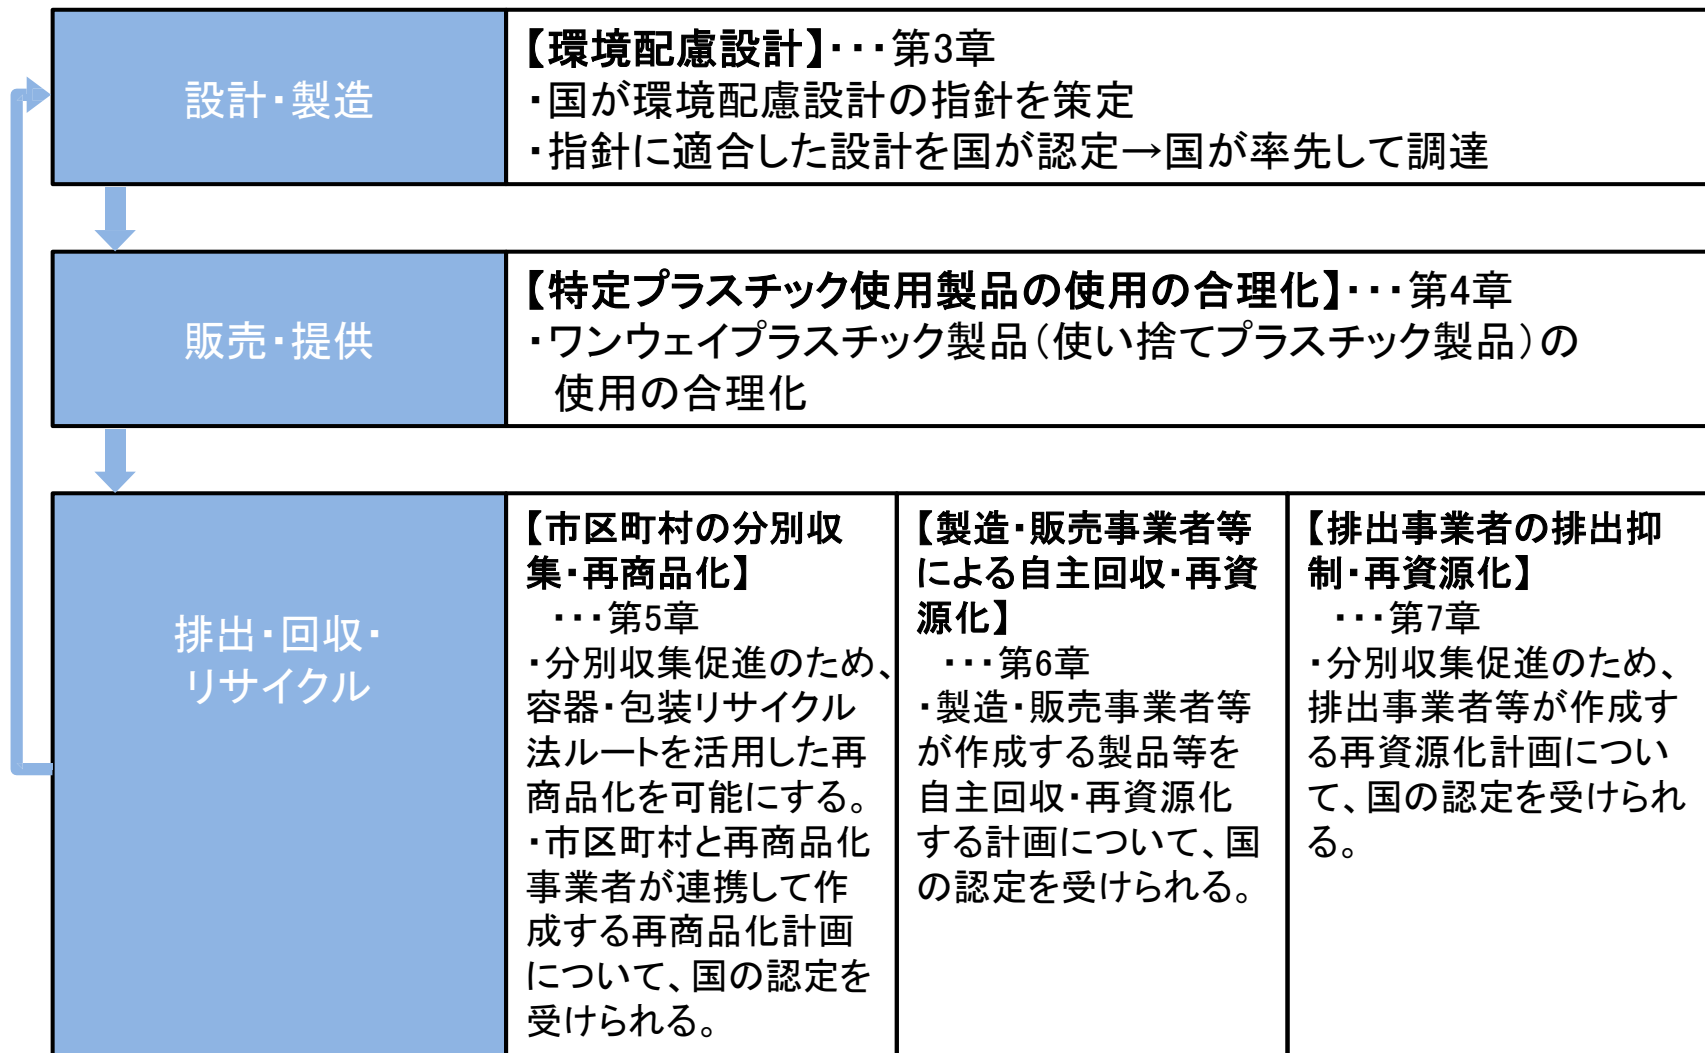 設計・製造
【環境配慮設計】・・・第3章
・国が環境配慮設計の指針を策定
・指針に適合した設計を国が認定→国が率先して調達
販売・提供
【特定プラスチック使用製品の使用の合理化】・・・第4章
・ワンウェイプラスチック製品（使い捨てプラスチック製品）の
使用の合理化
排出・回収・
リサイクル
【市区町村の分別収
集・再商品化】
・・・第5章
・分別収集促進のため、
容器・包装リサイクル
法ルートを活用した再
商品化を可能にする。
・市区町村と再商品化
事業者が連携して作
成する再商品化計画
について、国の認定を
受けられる。
【製造・販売事業者等
による自主回収・再資
源化】
・・・第6章
・製造・販売事業者等
が作成する製品等を
自主回収・再資源化
する計画について、国
の認定を受けられる。
【排出事業者の排出抑
制・再資源化】
・・・第7章
・分別収集促進のため、
排出事業者等が作成す
る再資源化計画につい
て、国の認定を受けられ
る。